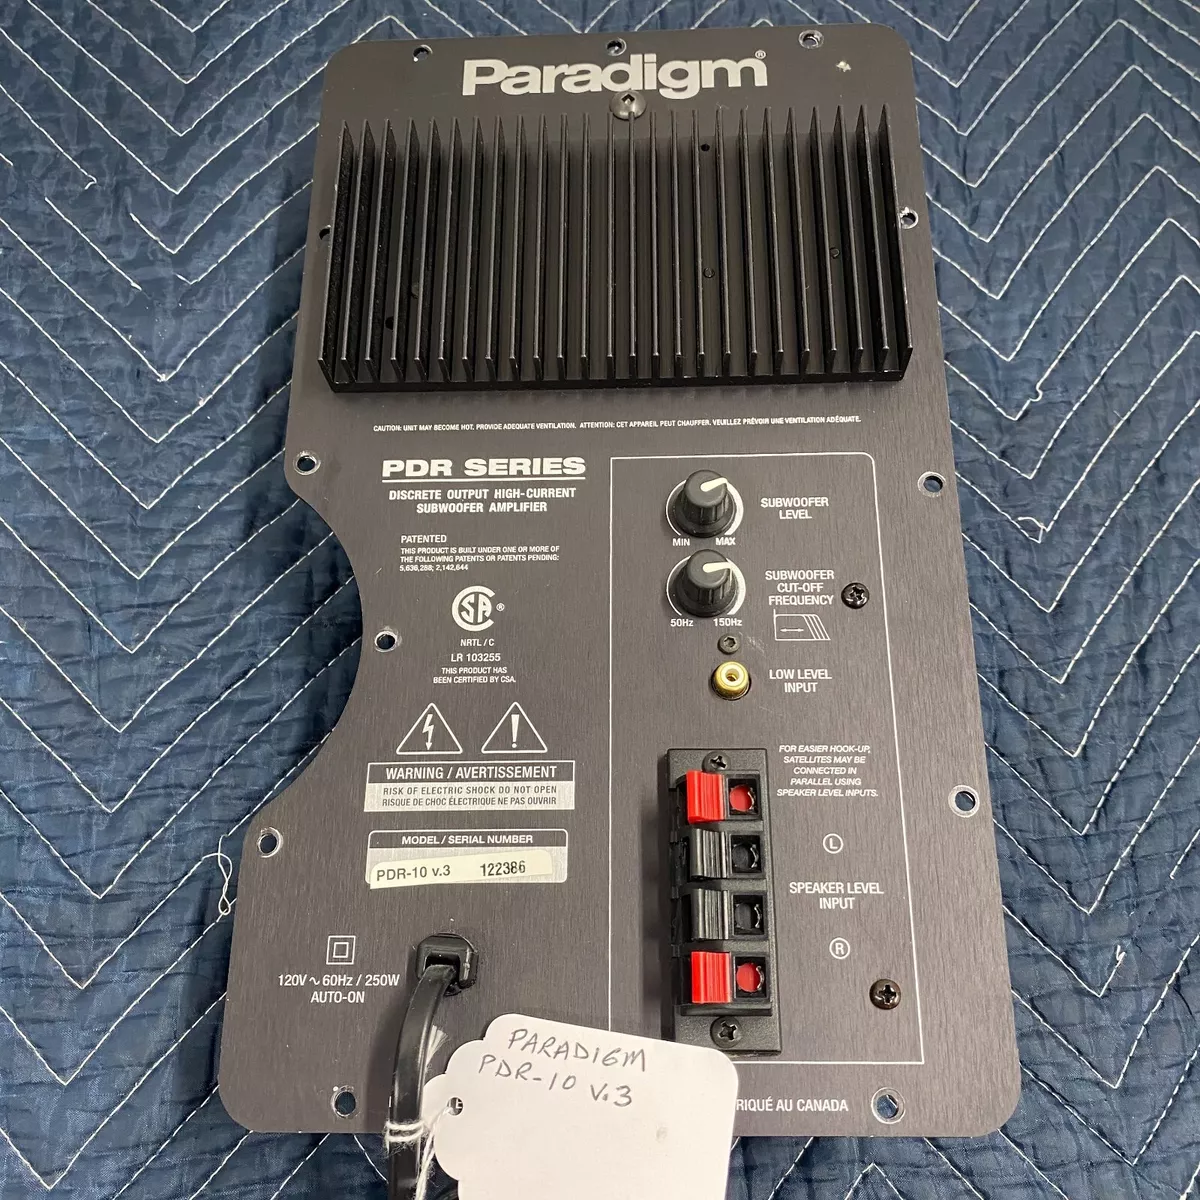 Paradigm®
CAUTION: UNIT MAY BECOME HOT. PROVIDE ADEQUATE VENTILATION. ATTENTION: CET APPAREIL PEUT CHAUFFER. VEUILLEZ PRÉVOIR UNE VENTILATION ADÉQUATE.
PDR SERIES
DISCRETE OUTPUT HIGH-CURRENT
SUBWOOFER AMPLIFIER
PATENTED
THIS PRODUCT IS BUILT UNDER ONE OR MORE OF
THE FOLLOWING PATENTS OR PATENTS PENDING:
5,636,288; 2,142,644
SA®
NRTL / C
LR 103255
THIS PRODUCT HAS
BEEN CERTIFIED BY CSA.
WARNING / AVERTISSEMENT
RISK OF ELECTRIC SHOCK DO NOT OPEN
RISQUE DE CHOC ÉLECTRIQUE NE PAS OUVRIR
MODEL / SERIAL NUMBER
PDR-10 v.3 122386
120V ~ 60Hz / 250W
AUTO-ON
SUBWOOFER
LEVEL
MIN MAX
SUBWOOFER
CUT-OFF
FREQUENCY
50Hz 150Hz
LOW LEVEL
INPUT
FOR EASIER HOOK-UP,
SATELLITES MAY BE
CONNECTED IN
PARALLEL USING
SPEAKER LEVEL INPUTS.
L
SPEAKER LEVEL
INPUT
R
RIQUÉ AU CANADA
PARADIGM
PDR-10 V.3